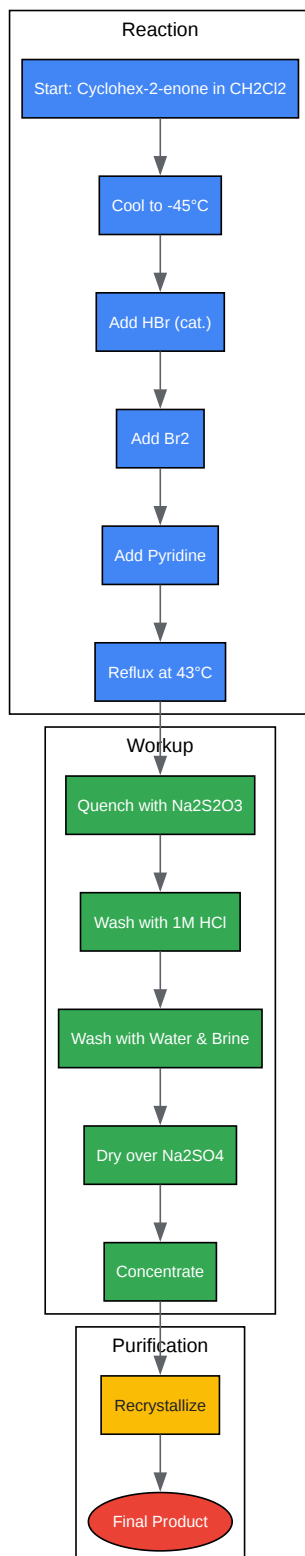 Reaction
Start: Cyclohex-2-enone in CH2Cl2
Cool to -45°C
Add HBr (cat.)
Add Br2
Add Pyridine
Reflux at 43°C
Workup
Quench with Na2S2O3
Wash with 1M HCl
Wash with Water & Brine
Dry over Na2SO4
Concentrate
Purification
Recrystallize
Final Product